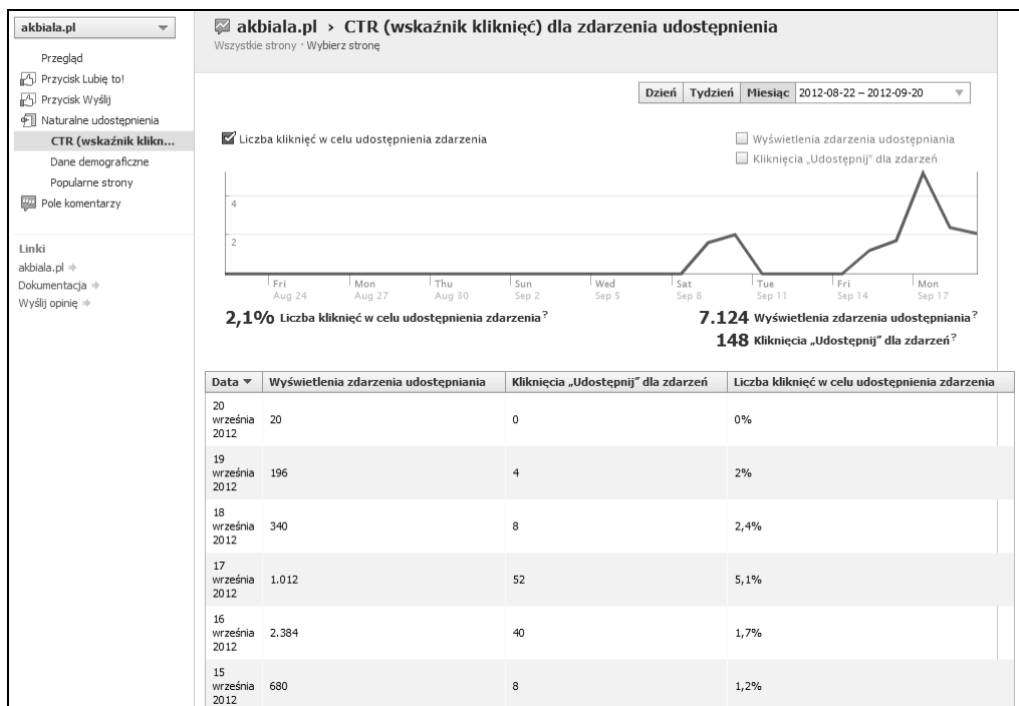 akbiala.pl
Przegląd
Przycisk Lubię to!
Przycisk Wyślij
Naturalne udostępnienia
CTR (wskaźnik klikn...
Dane demograficzne
Popularne strony
Pole komentarzy
Linki
akbiala.pl
Dokumentacja
Wyślij opinię
akbiala.pl › CTR (wskaźnik kliknięć) dla zdarzenia udostępnienia
Wszystkie strony · Wybierz stronę
Dzień Tydzień Miesiąc 2012-08-22 – 2012-09-20
Liczba kliknięć w celu udostępnienia zdarzenia
Wyświetlenia zdarzenia udostępniania
Kliknięcia „Udostępnij” dla zdarzeń
4
2
Fri Mon Thu Sun Wed Sat Tue Fri Mon
Aug 24 Aug 27 Aug 30 Sep 2 Sep 5 Sep 8 Sep 11 Sep 14 Sep 17
2,1% Liczba kliknięć w celu udostępnienia zdarzenia?
7.124 Wyświetlenia zdarzenia udostępniania?
148 Kliknięcia „Udostępnij” dla zdarzeń?
Data Wyświetlenia zdarzenia udostępniania Kliknięcia „Udostępnij” dla zdarzeń Liczba kliknięć w celu udostępnienia zdarzenia
20
września 20 0 0%
2012
19
września 196 4 2%
2012
18
września 340 8 2,4%
2012
17
września 1.012 52 5,1%
2012
16
września 2.384 40 1,7%
2012
15
września 680 8 1,2%
2012